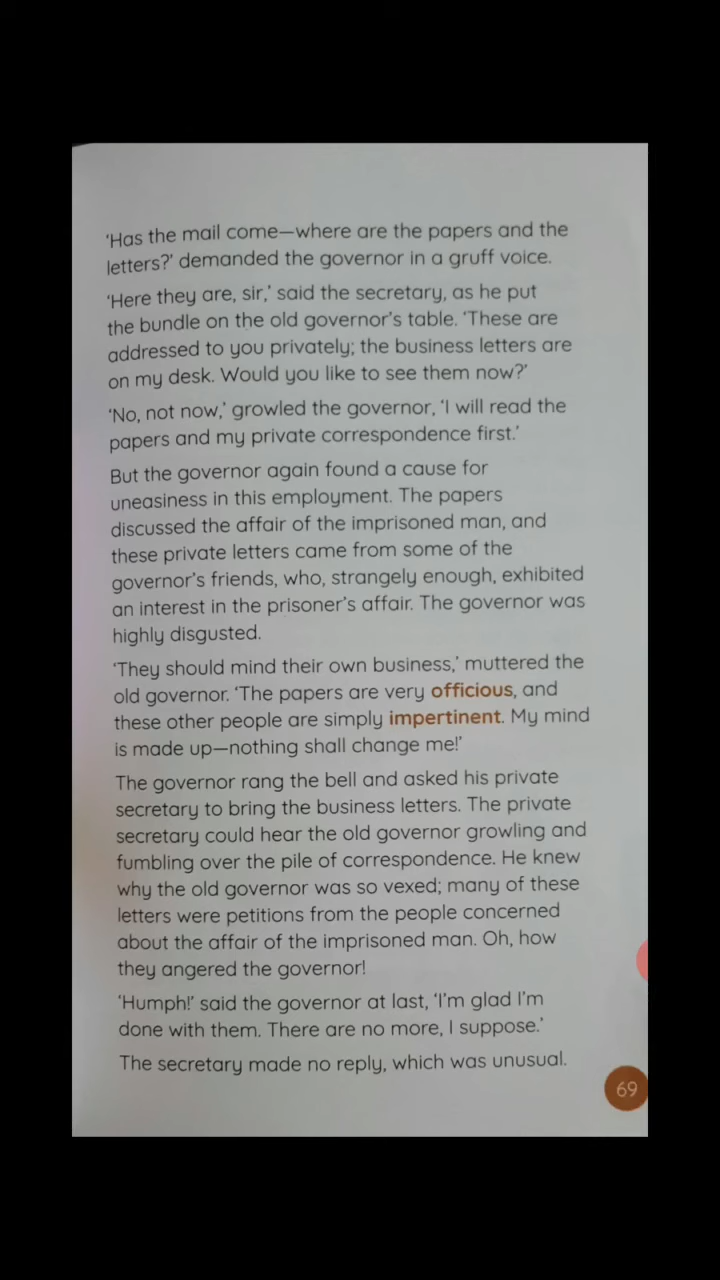 ‘Has the mail come—where are the papers and the
letters?’ demanded the governor in a gruff voice.
‘Here they are, sir,’ said the secretary, as he put
the bundle on the old governor’s table. ‘These are
addressed to you privately; the business letters are
on my desk. Would you like to see them now?’
‘No, not now,’ growled the governor, ‘I will read the
papers and my private correspondence first.’
But the governor again found a cause for
uneasiness in this employment. The papers
discussed the affair of the imprisoned man, and
these private letters came from some of the
governor’s friends, who, strangely enough, exhibited
an interest in the prisoner’s affair. The governor was
highly disgusted.
‘They should mind their own business,’ muttered the
old governor. ‘The papers are very officious, and
these other people are simply impertinent. My mind
is made up—nothing shall change me!’
The governor rang the bell and asked his private
secretary to bring the business letters. The private
secretary could hear the old governor growling and
fumbling over the pile of correspondence. He knew
why the old governor was so vexed; many of these
letters were petitions from the people concerned
about the affair of the imprisoned man. Oh, how
they angered the governor!
‘Humph!’ said the governor at last, ‘I’m glad I’m
done with them. There are no more, I suppose.’
The secretary made no reply, which was unusual.
69